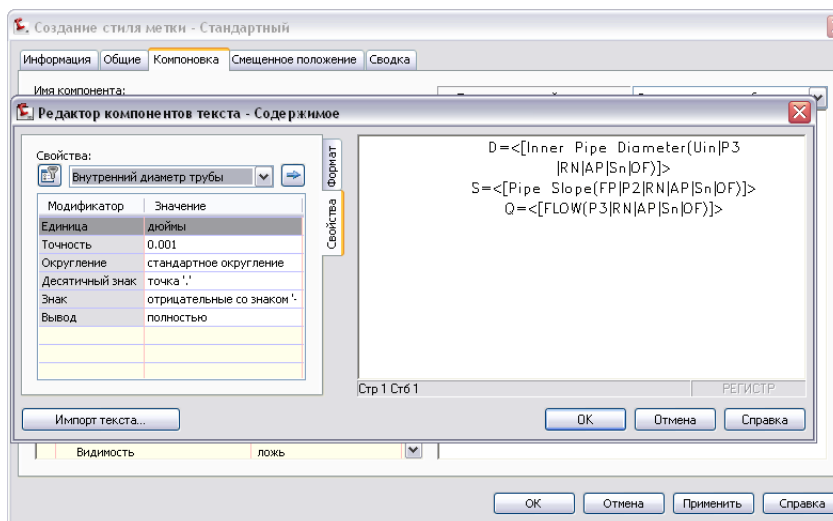 Создание стиля метки - Стандартный
Информация Общие Компоновка Смещенное положение Сводка
Имя компонента:
Редактор компонентов текста - Содержимое
Свойства:
Внутренний диаметр трубы
Модификатор Значение
Единица дюймы
Точность 0.001
Округление стандартное округление
Десятичный знак точка '.'
Знак отрицательные со знаком '-
Вывод полностью
Формат
Свойства
D=<[Inner Pipe Diameter(Uin|P3
|RN|AP|Sn|OF)]>
S=<[Pipe Slope(FP|P2|RN|AP|Sn|OF)]>
Q=<[FLOW(P3|RN|AP|Sn|OF)]>
Стр 1 Стб 1 РЕГИСТР
Импорт текста... OK Отмена Справка
Видимость ложь
OK Отмена Применить Справка